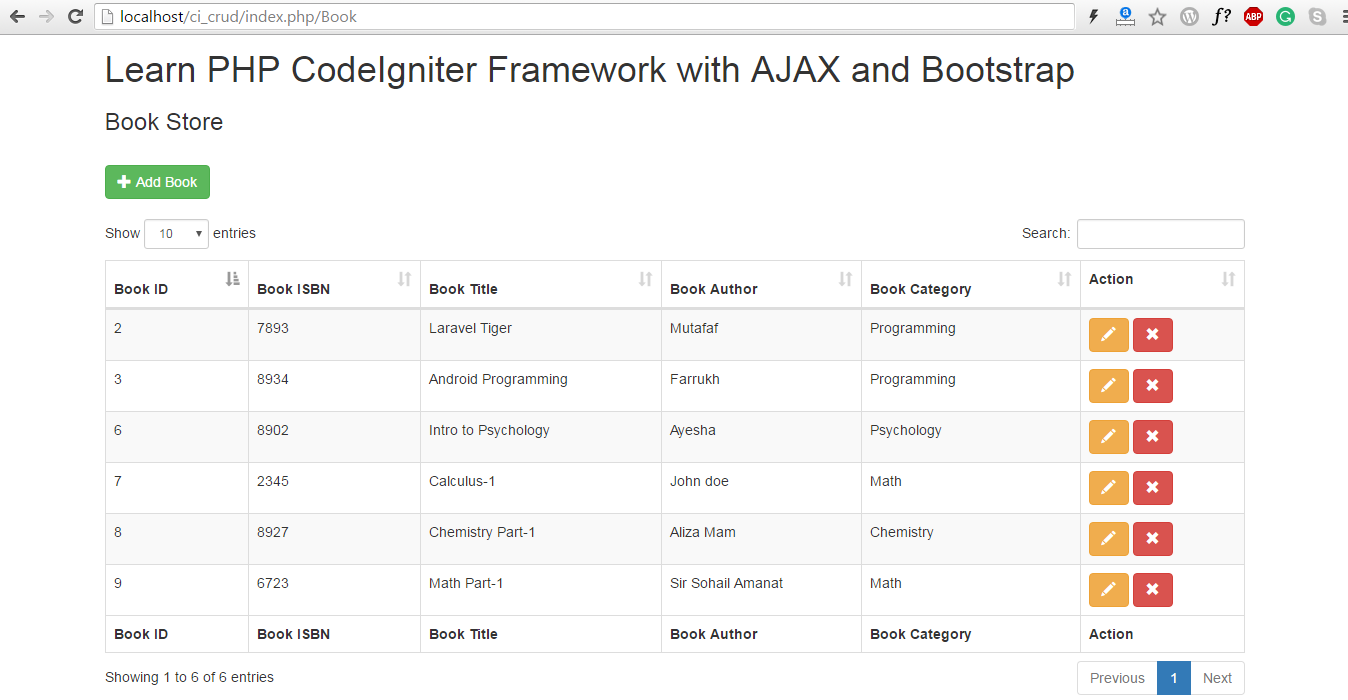 localhost/ci_crud/index.php/Book
a f? ABP G S
Learn PHP CodeIgniter Framework with AJAX and Bootstrap
Book Store
Add Book
Show 10 entries Search:
Book ID Book ISBN Book Title Book Author Book Category Action
2 7893 Laravel Tiger Mutafaf Programming
3 8934 Android Programming Farrukh Programming
6 8902 Intro to Psychology Ayesha Psychology
7 2345 Calculus-1 John doe Math
8 8927 Chemistry Part-1 Aliza Mam Chemistry
9 6723 Math Part-1 Sir Sohail Amanat Math
Book ID Book ISBN Book Title Book Author Book Category Action
Showing 1 to 6 of 6 entries Previous 1 Next